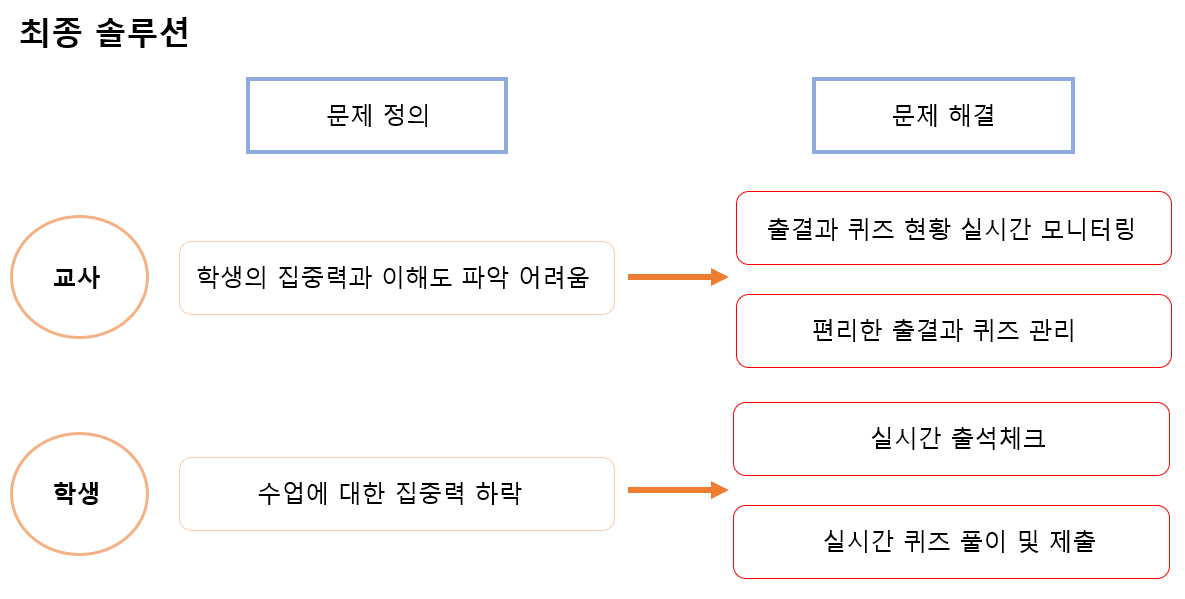 최종 솔루션
문제 정의
문제 해결
교사
학생의 집중력과 이해도 파악 어려움
출결과 퀴즈 현황 실시간 모니터링
편리한 출결과 퀴즈 관리
학생
수업에 대한 집중력 하락
실시간 출석체크
실시간 퀴즈 풀이 및 제출